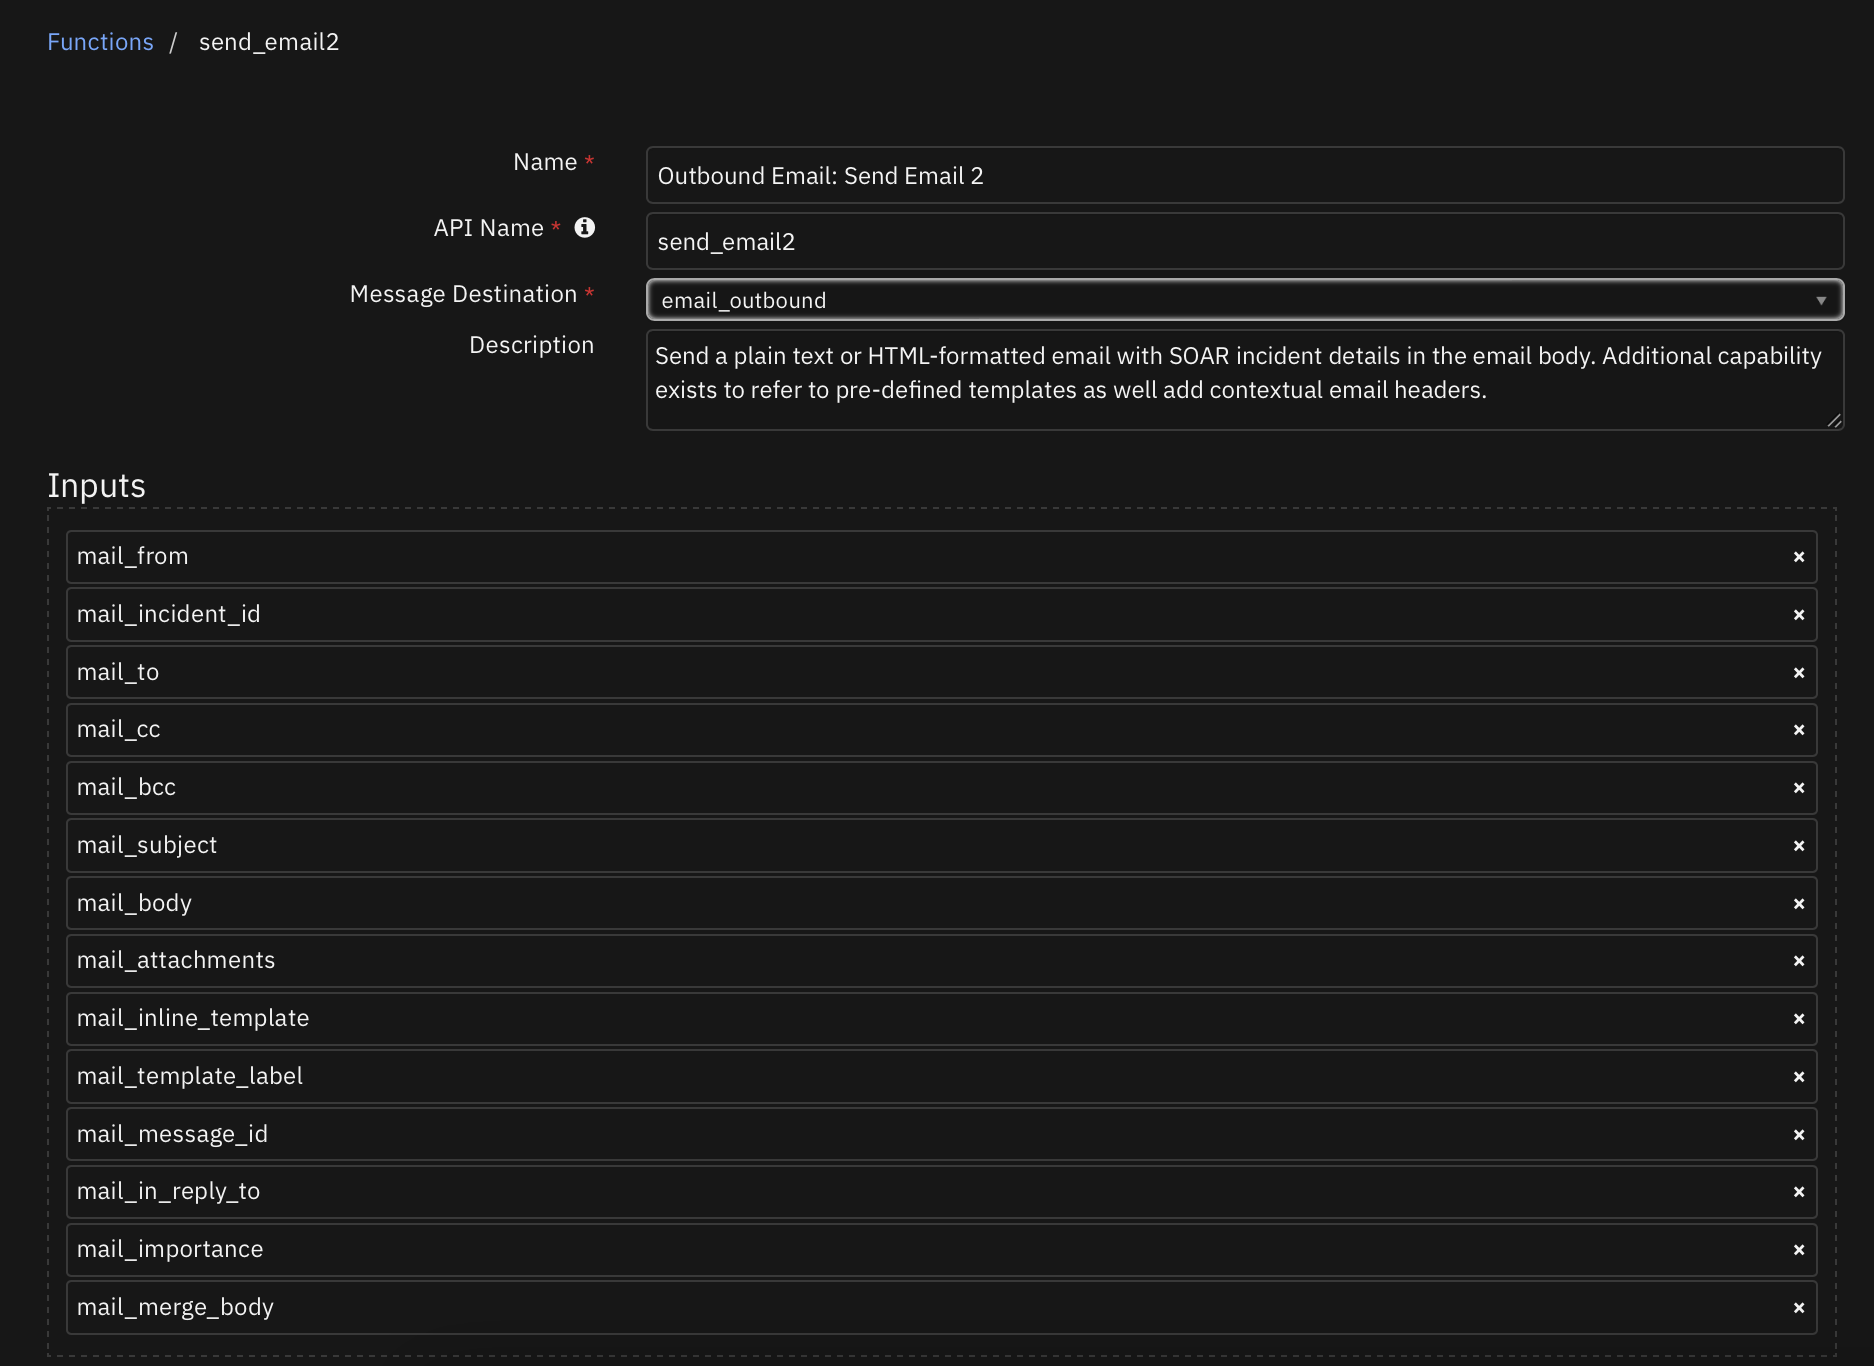 Functions / send_email2
Name *
Outbound Email: Send Email 2
API Name *
send_email2
Message Destination *
email_outbound
Description
Send a plain text or HTML-formatted email with SOAR incident details in the email body. Additional capability
exists to refer to pre-defined templates as well add contextual email headers.
Inputs
mail_from
mail_incident_id
mail_to
mail_cc
mail_bcc
mail_subject
mail_body
mail_attachments
mail_inline_template
mail_template_label
mail_message_id
mail_in_reply_to
mail_importance
mail_merge_body